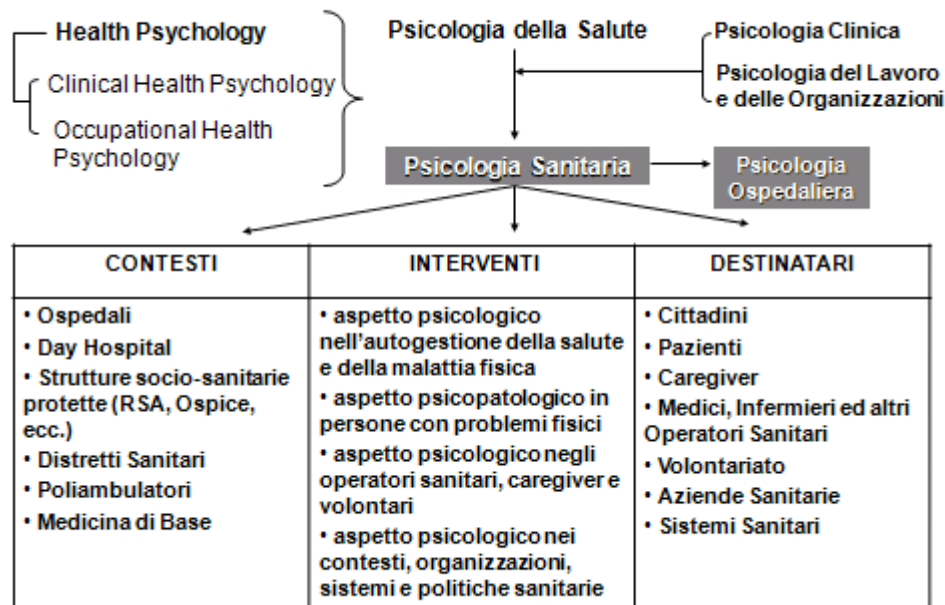 Health Psychology
Clinical Health Psychology
Occupational Health
Psychology
Psicologia della Salute
Psicologia Clinica
Psicologia del Lavoro
e delle Organizzazioni
Psicologia Sanitaria
Psicologia
Ospedaliera
CONTESTI
• Ospedali
• Day Hospital
• Strutture socio-sanitarie
protette (RSA, Ospice,
ecc.)
• Distretti Sanitari
• Poliambulatori
• Medicina di Base
INTERVENTI
• aspetto psicologico
nell'autogestione della salute
e della malattia fisica
• aspetto psicopatologico in
persone con problemi fisici
• aspetto psicologico negli
operatori sanitari, caregiver e
volontari
• aspetto psicologico nei
contesti, organizzazioni,
sistemi e politiche sanitarie
DESTINATARI
• Cittadini
• Pazienti
• Caregiver
• Medici, Infermieri ed altri
Operatori Sanitari
• Volontariato
• Aziende Sanitarie
• Sistemi Sanitari